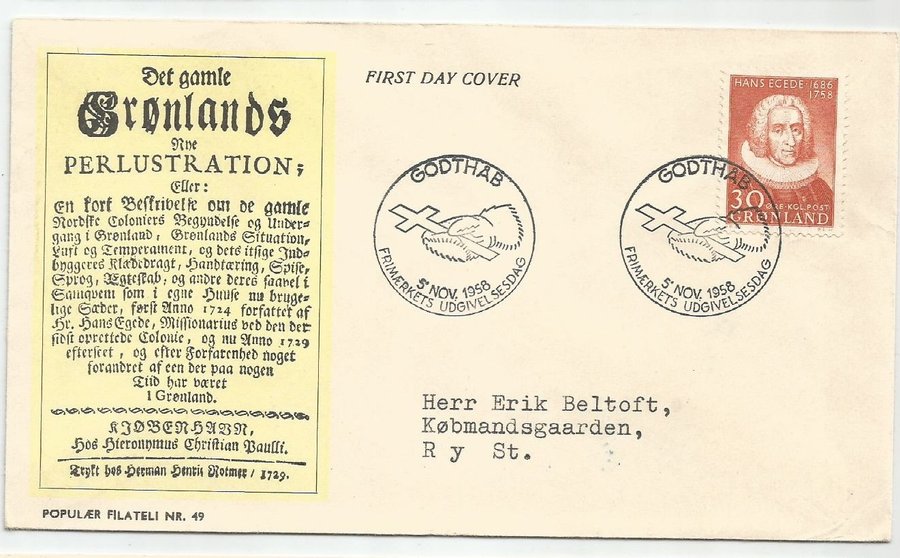 Det gamle
Grønlands
Nye
PERLUSTRATION;
Eller:
En kort Beskrivelse om de gamle
Nordske Coloniers Begyndelse og Under-
gang i Grønland, Grønlands Situation,
Luft og Temperament, og dets itsige Ind-
byggeres Klædedragt, Handtæring, Spise,
Sprog, Ægteskab, og andre deres saavel i
Samqvem som i egne Huuse nu bruge-
lige Sæder, først Anno 1724 forfattet af
Hr. Hans Egede, Missionarius ved den der
sidst oprettede Colonie, og nu Anno 1729
efterseet, og efter Forfarenhed noget
forandret af een der paa nogen
Tiid har været
i Grønland.
KJØBENHAVN,
Hos Hieronymus Christian Paulli.
Trykt hos Herman Henric Rotmer / 1729.
POPULÆR FILATELI NR. 49
FIRST DAY COVER
GODTHÅB
5 NOV. 1958
FRIMÆRKETS UDGIVELSESDAG
GODTHÅB
5 NOV. 1958
FRIMÆRKETS UDGIVELSESDAG
HANS EGEDE 1686
1758
30 ØRE·KGL.POST
GRØNLAND
Herr Erik Beltoft,
Købmandsgaarden,
R y St.